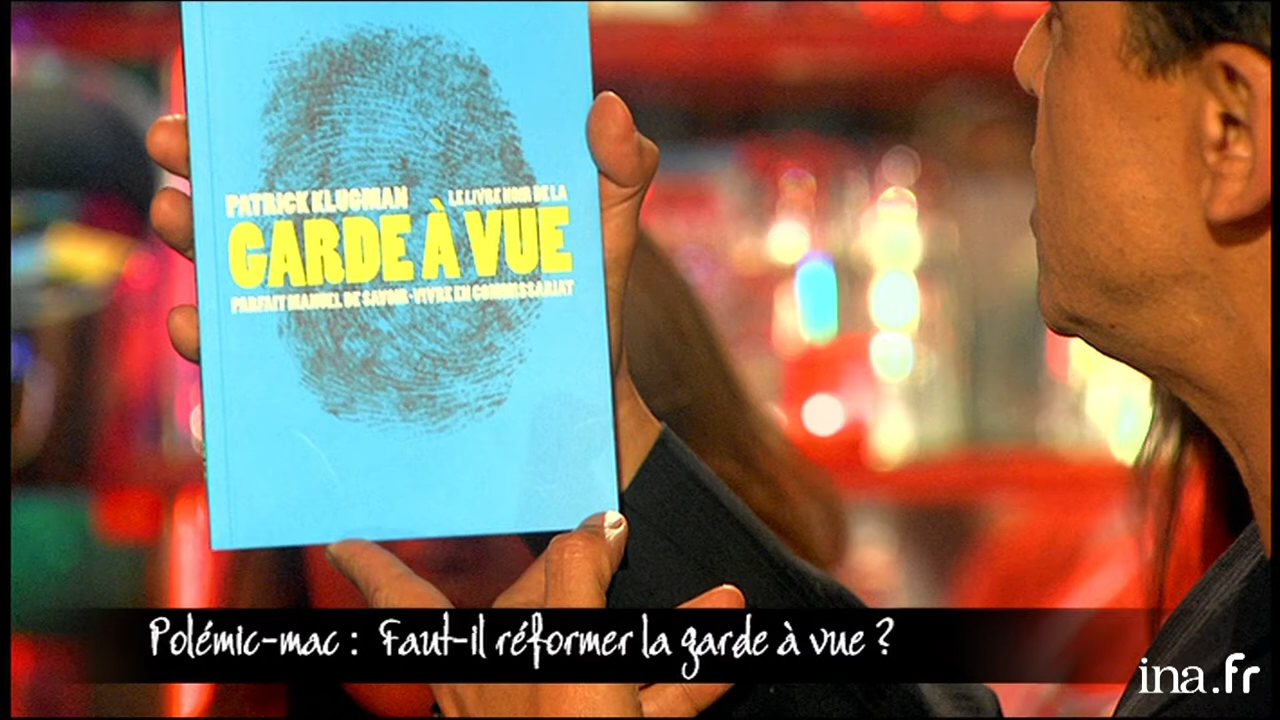 PATRICK KLUGMAN LE LIVRE NOIR DE LA
GARDE À VUE
PARFAIT MANUEL DE SAVOIR-VIVRE EN COMMISSARIAT
Polémic-mac : Faut-il réformer la garde à vue ?
ina.fr